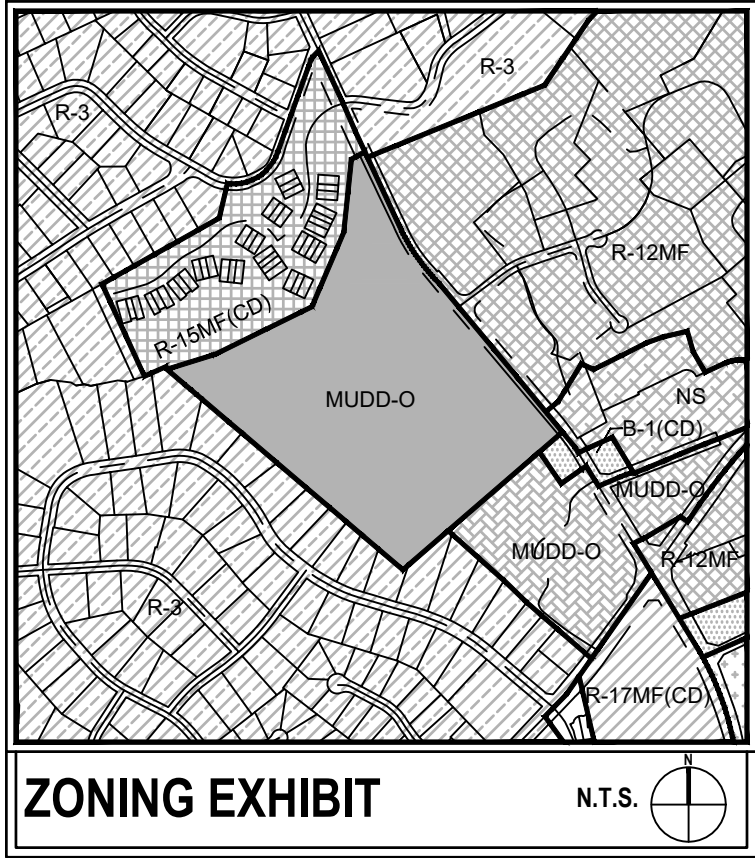 R-3
R-3
R-12MF
R-15MF(CD)
MUDD-O
NS
B-1(CD)
MUDD-O
MUDD-O
R-12MF
R-3
R-17MF(CD)
ZONING EXHIBIT
N.T.S.
N